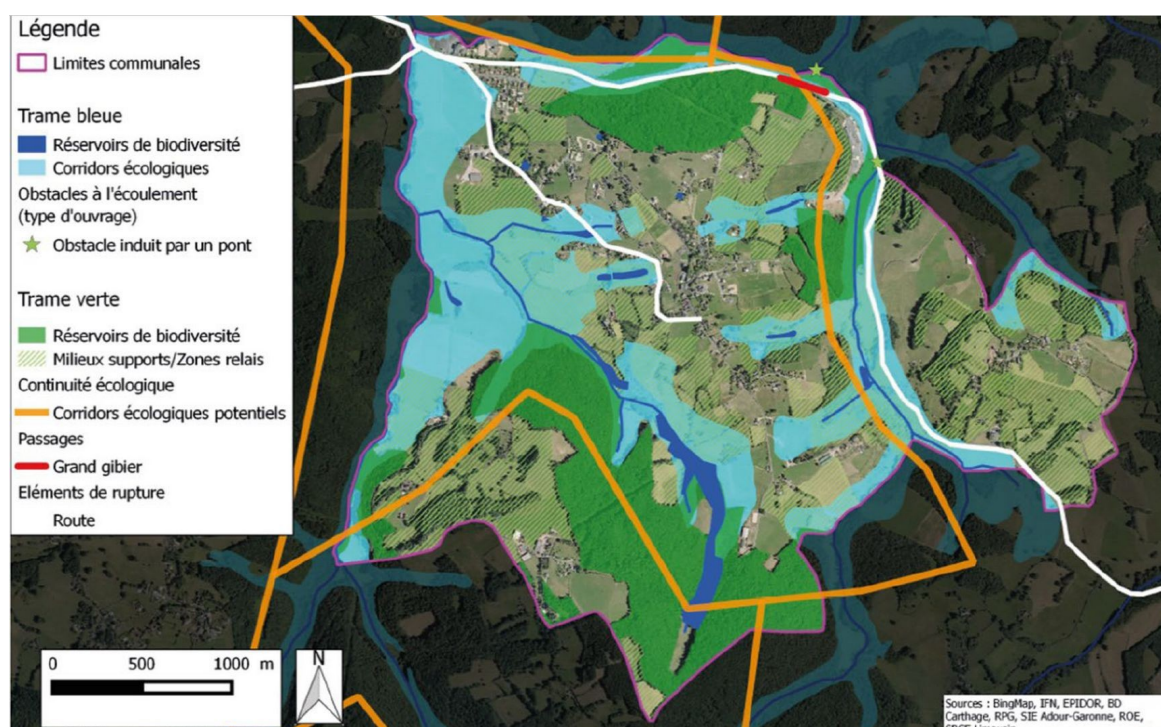 Légende
Limites communales
Trame bleue
Réservoirs de biodiversité
Corridors écologiques
Obstacles à l'écoulement
(type d'ouvrage)
Obstacle induit par un pont
Trame verte
Réservoirs de biodiversité
Milieux supports/Zones relais
Continuité écologique
Corridors écologiques potentiels
Passages
Grand gibier
Eléments de rupture
Route
0 500 1000 m
N
Sources : BingMap, IFN, EPIDOR, BD
Carthage, RPG, SIE Adour-Garonne, ROE,